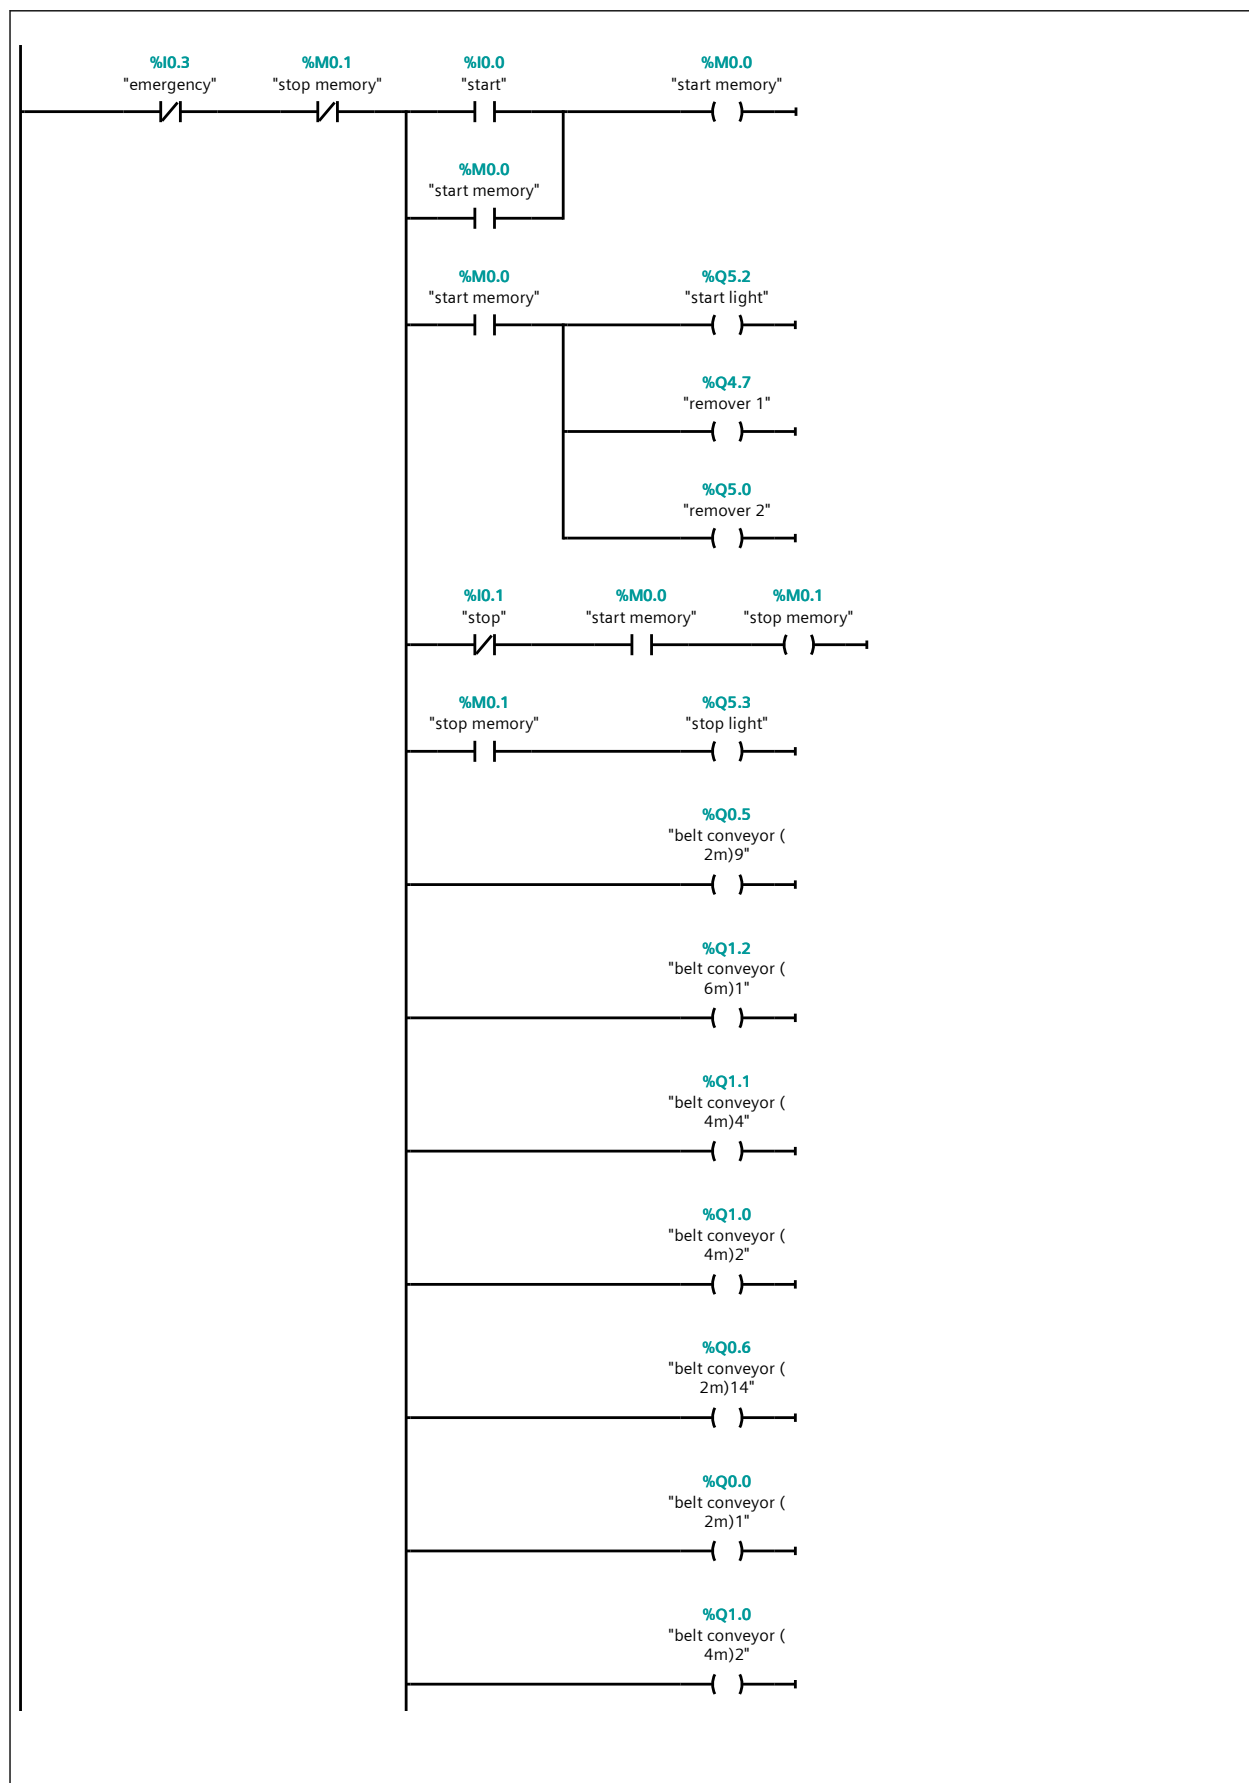 %I0.3
"emergency"
%M0.1
"stop memory"
%I0.0
"start"
%M0.0
"start memory"
%M0.0
"start memory"
%M0.0
"start memory"
%Q5.2
"start light"
%Q4.7
"remover 1"
%Q5.0
"remover 2"
%I0.1
"stop"
%M0.0
"start memory"
%M0.1
"stop memory"
%M0.1
"stop memory"
%Q5.3
"stop light"
%Q0.5
"belt conveyor (
2m)9"
%Q1.2
"belt conveyor (
6m)1"
%Q1.1
"belt conveyor (
4m)4"
%Q1.0
"belt conveyor (
4m)2"
%Q0.6
"belt conveyor (
2m)14"
%Q0.0
"belt conveyor (
2m)1"
%Q1.0
"belt conveyor (
4m)2"